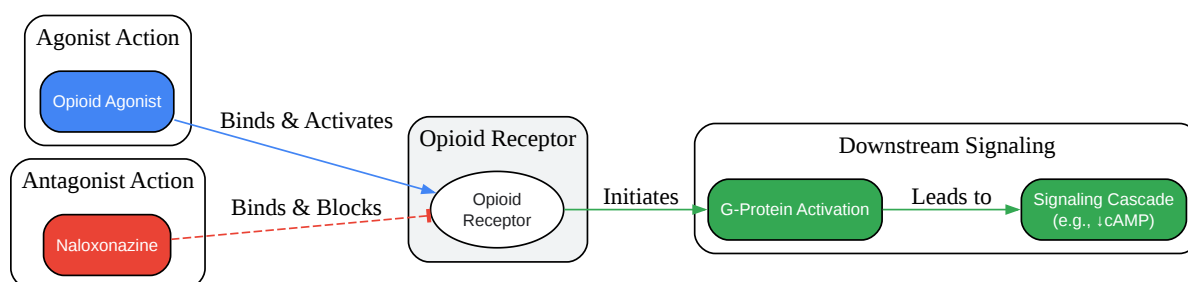 Agonist Action
Opioid Agonist
Binds & Activates
Antagonist Action
Naloxonazine
Binds & Blocks
Opioid Receptor
Opioid
Receptor
Initiates
Downstream Signaling
G-Protein Activation
Leads to
Signaling Cascade
(e.g., ↓cAMP)